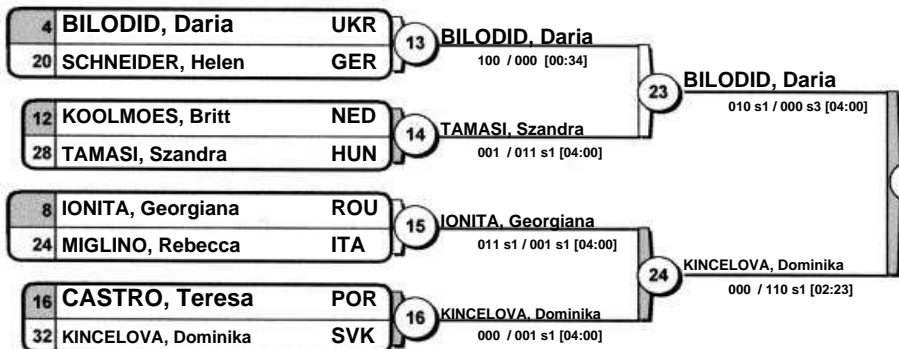 4 BILODID, Daria UKR
20 SCHNEIDER, Helen GER
13 BILODID, Daria
100 / 000 [00:34]
12 KOOLMOES, Britt NED
28 TAMASI, Szandra HUN
14 TAMASI, Szandra
001 / 011 s1 [04:00]
23 BILODID, Daria
010 s1 / 000 s3 [04:00]
8 IONITA, Georgiana ROU
24 MIGLINO, Rebecca ITA
15 IONITA, Georgiana
011 s1 / 001 s1 [04:00]
16 CASTRO, Teresa POR
32 KINCELOVA, Dominika SVK
16 KINCELOVA, Dominika
000 / 001 s1 [04:00]
24 KINCELOVA, Dominika
000 / 110 s1 [02:23]